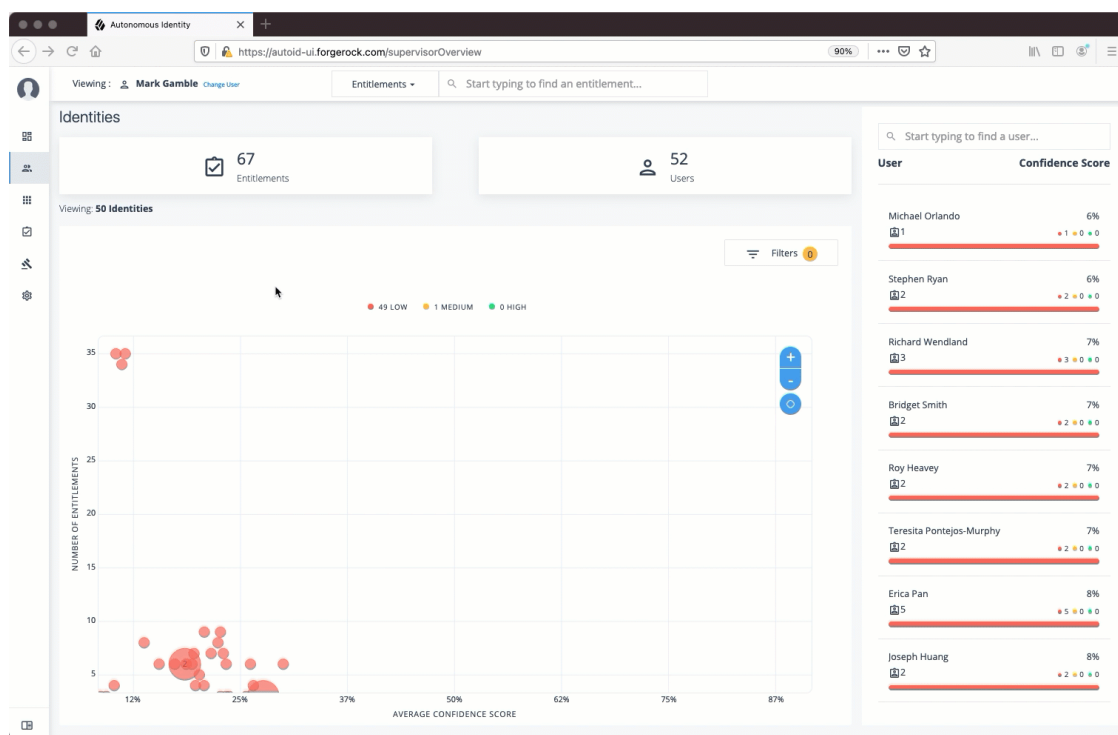 Autonomous Identity
https://autoid-ui.forgerock.com/supervisorOverview
90%
Viewing : Mark Gamble Change User
Entitlements
Start typing to find an entitlement...
Identities
67
Entitlements
52
Users
Viewing: 50 Identities
Filters 0
49 LOW 1 MEDIUM 0 HIGH
NUMBER OF ENTITLEMENTS
35
30
25
20
15
10
5
12% 25% 37% 50% 62% 75% 87%
AVERAGE CONFIDENCE SCORE
+
-
Start typing to find a user...
User Confidence Score
Michael Orlando 6%
1 1 0 0
Stephen Ryan 6%
2 2 0 0
Richard Wendland 7%
3 3 0 0
Bridget Smith 7%
2 2 0 0
Roy Heavey 7%
2 2 0 0
Teresita Pontejos-Murphy 7%
2 2 0 0
Erica Pan 8%
5 5 0 0
Joseph Huang 8%
2 2 0 0